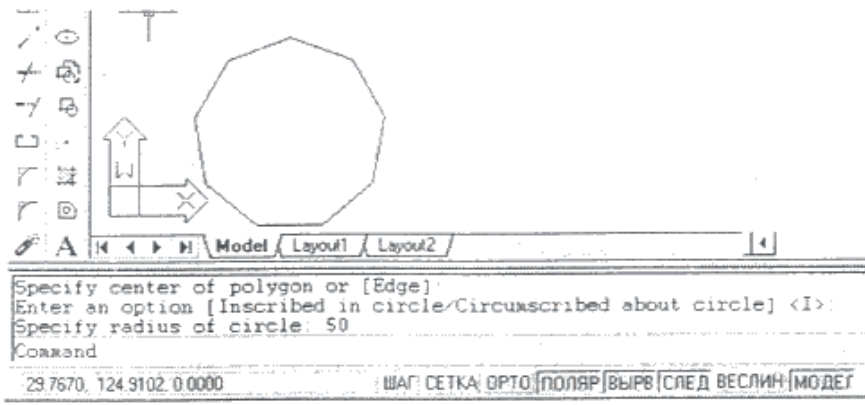 Y
W
X
A
Model Layout1 Layout2
Specify center of polygon or [Edge]
Enter an option [Inscribed in circle/Circumscribed about circle] <I>:
Specify radius of circle: 50
Command
29.7670, 124.9102, 0.0000 ШАГ СЕТКА ОРТО ПОЛЯР ВЫРВ СЛЕД ВЕСЛИН МОДЕГ